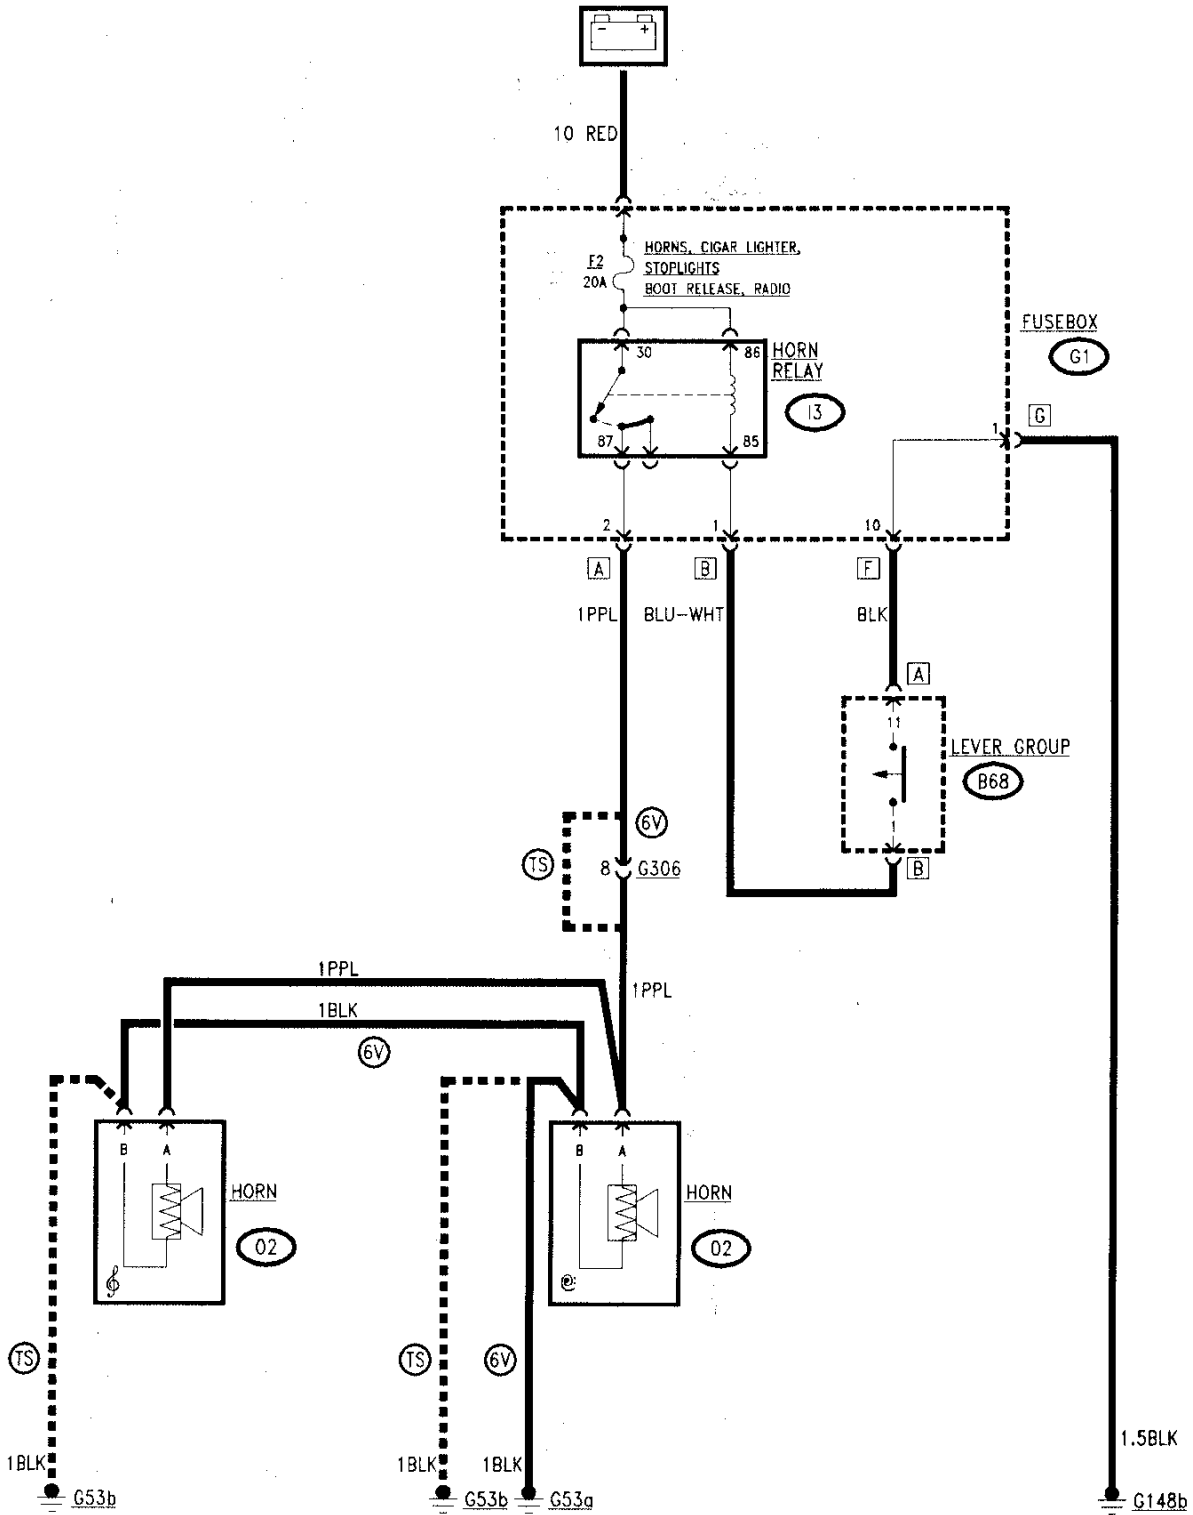 - +
10 RED
HORNS, CIGAR LIGHTER,
F2
STOPLIGHTS
20A
BOOT RELEASE, RADIO
FUSEBOX
G1
30
86
HORN
RELAY
I3
G
1
87
85
2
1
10
A
B
F
1PPL
BLU-WHT
BLK
A
11
LEVER GROUP
B68
6V
TS
8
G306
1
B
1PPL
1PPL
1BLK
6V
B
A
B
A
HORN
HORN
O2
O2
TS
TS
6V
1.5BLK
1BLK
1BLK
1BLK
G53b
G53b
G53a
G148b